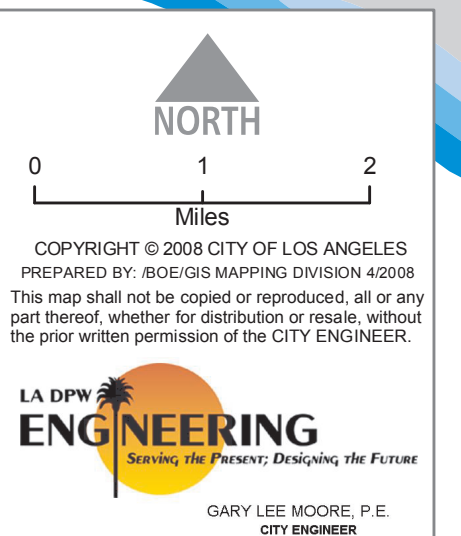 NORTH
0 1 2
Miles
COPYRIGHT © 2008 CITY OF LOS ANGELES
PREPARED BY: /BOE/GIS MAPPING DIVISION 4/2008
This map shall not be copied or reproduced, all or any
part thereof, whether for distribution or resale, without
the prior written permission of the CITY ENGINEER.
LA DPW
ENGINEERING
SERVING THE PRESENT; DESIGNING THE FUTURE
GARY LEE MOORE, P.E.
CITY ENGINEER